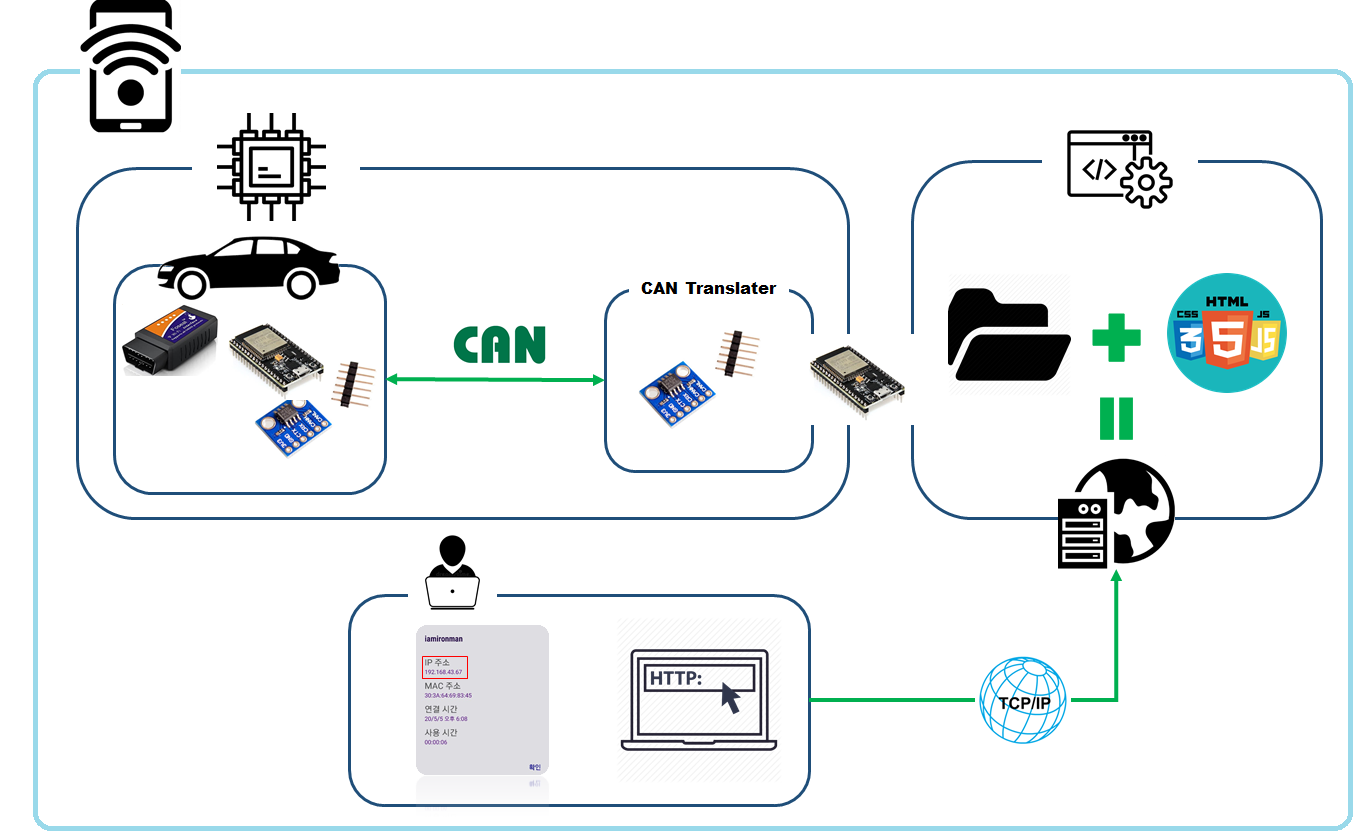 CAN Translater
CAN
HTML
CSS
JS
3
5
JS
</>
iamironman
IP 주소
192.168.43.67
MAC 주소
30:3A:64:69:83:45
연결 시간
20/5/5 오후 6:08
사용 시간
00:00:06
확인
HTTP:
TCP/IP